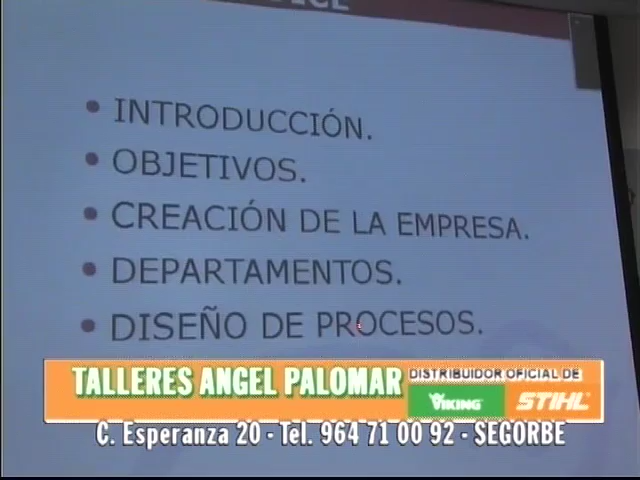 INTRODUCCIÓN.
OBJETIVOS.
CREACIÓN DE LA EMPRESA.
DEPARTAMENTOS.
DISEÑO DE PROCESOS.
TALLERES ANGEL PALOMAR
DISTRIBUIDOR OFICIAL DE
VIKING STIHL
C. Esperanza 20 - Tel. 964 71 00 92 - SEGORBE